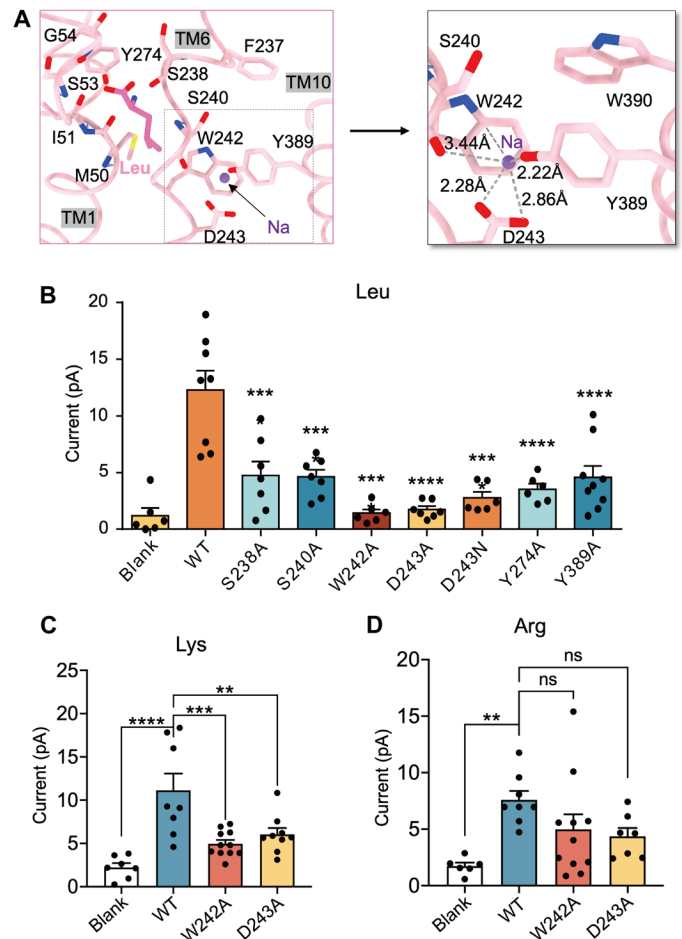 A
G54
Y274
TM6
F237
S53
S238
TM10
S240
I51
W242
Y389
Leu
M50
TM1
Na
D243
S240
W242
W390
Na
3.44Å
2.22Å
2.28Å
2.86Å
Y389
D243
B
Leu
Current (pA)
20
15
10
5
0
***
***
***
****
***
****
****
Blank
WT
S238A
S240A
W242A
D243A
D243N
Y274A
Y389A
C
Lys
Current (pA)
25
20
15
10
5
0
**
****
***
Blank
WT
W242A
D243A
D
Arg
Current (pA)
20
15
10
5
0
ns
ns
**
Blank
WT
W242A
D243A